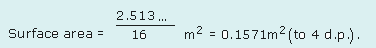 Surface area = 2.513... / 16 m² = 0.1571m² (to 4 d.p.).